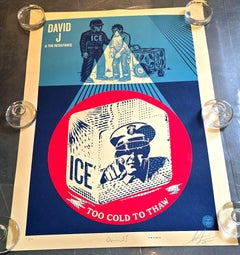 DAVID
J
& THE RESISTANCE
ICE
ICE
TOO COLD TO THAW